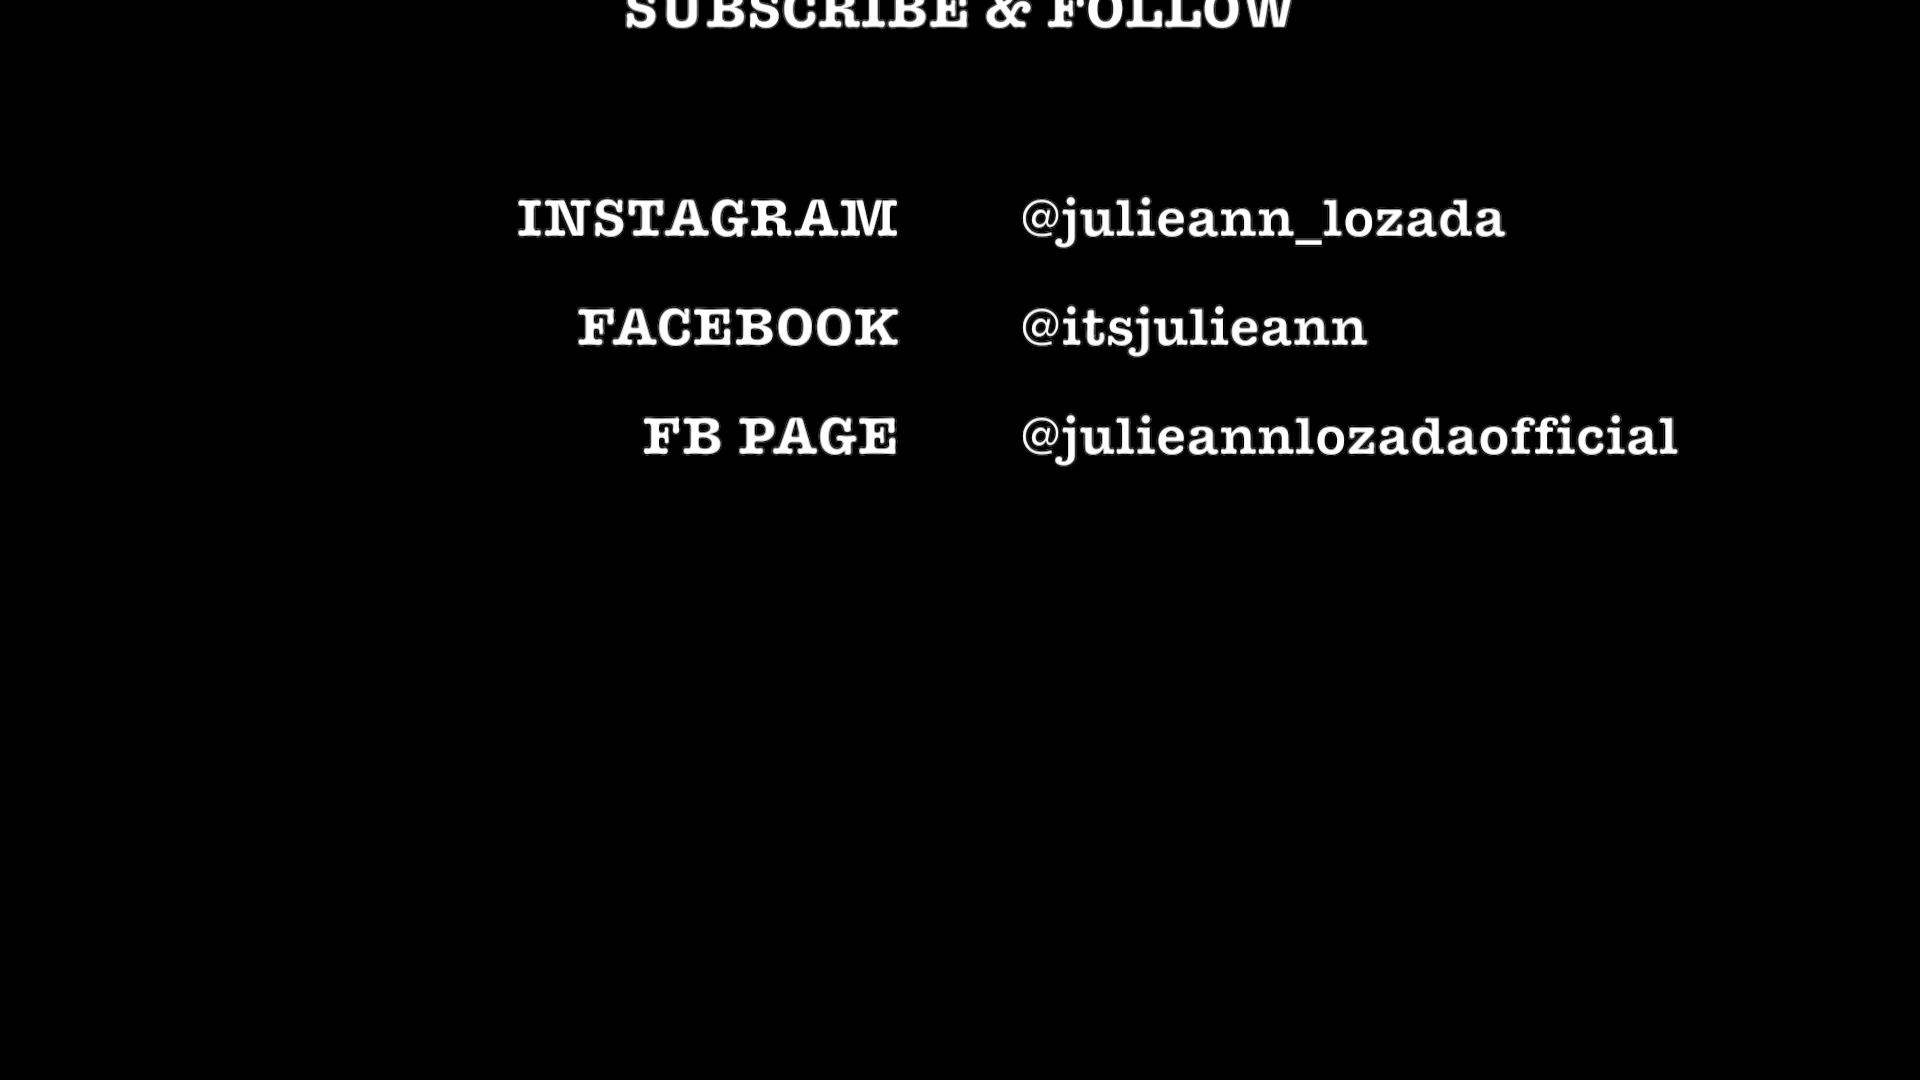 SUBSCRIBE & FOLLOW
INSTAGRAM @julieann_lozada
FACEBOOK @itsjulieann
FB PAGE @julieannlozadaofficial